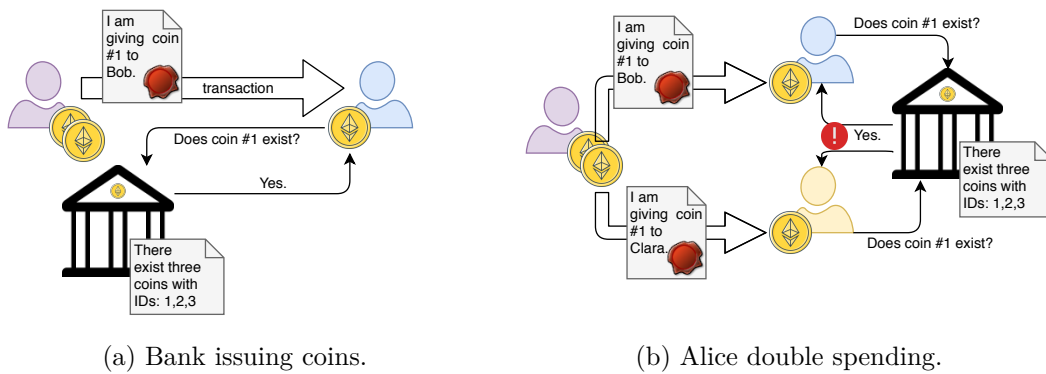 I am
giving coin
#1 to
Bob.
transaction
Does coin #1 exist?
Yes.
There
exist three
coins with
IDs: 1,2,3
(a) Bank issuing coins.
I am
giving coin
#1 to
Bob.
Does coin #1 exist?
!
Yes.
There
exist three
coins with
IDs: 1,2,3
I am
giving coin
#1 to
Clara.
Does coin #1 exist?
(b) Alice double spending.